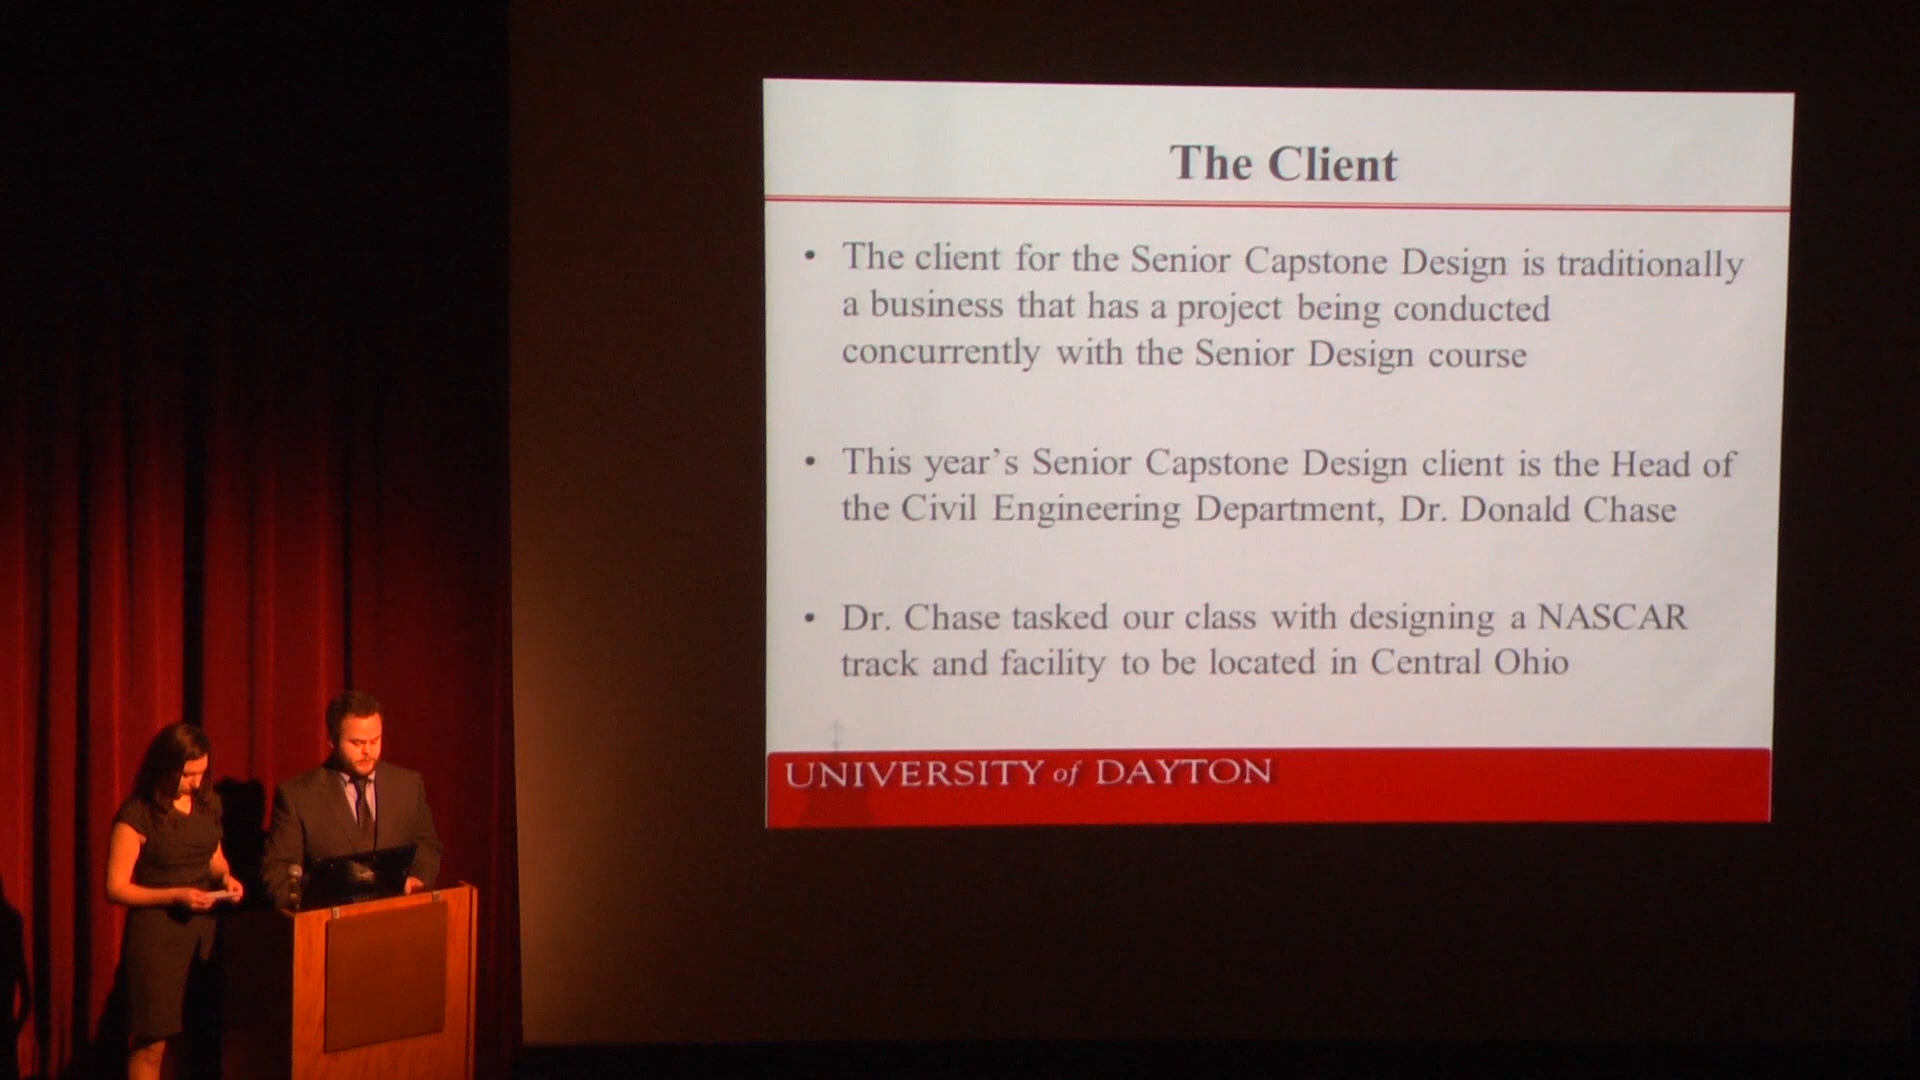 The Client
• The client for the Senior Capstone Design is traditionally
a business that has a project being conducted
concurrently with the Senior Design course
• This year's Senior Capstone Design client is the Head of
the Civil Engineering Department, Dr. Donald Chase
• Dr. Chase tasked our class with designing a NASCAR
track and facility to be located in Central Ohio
UNIVERSITY of DAYTON